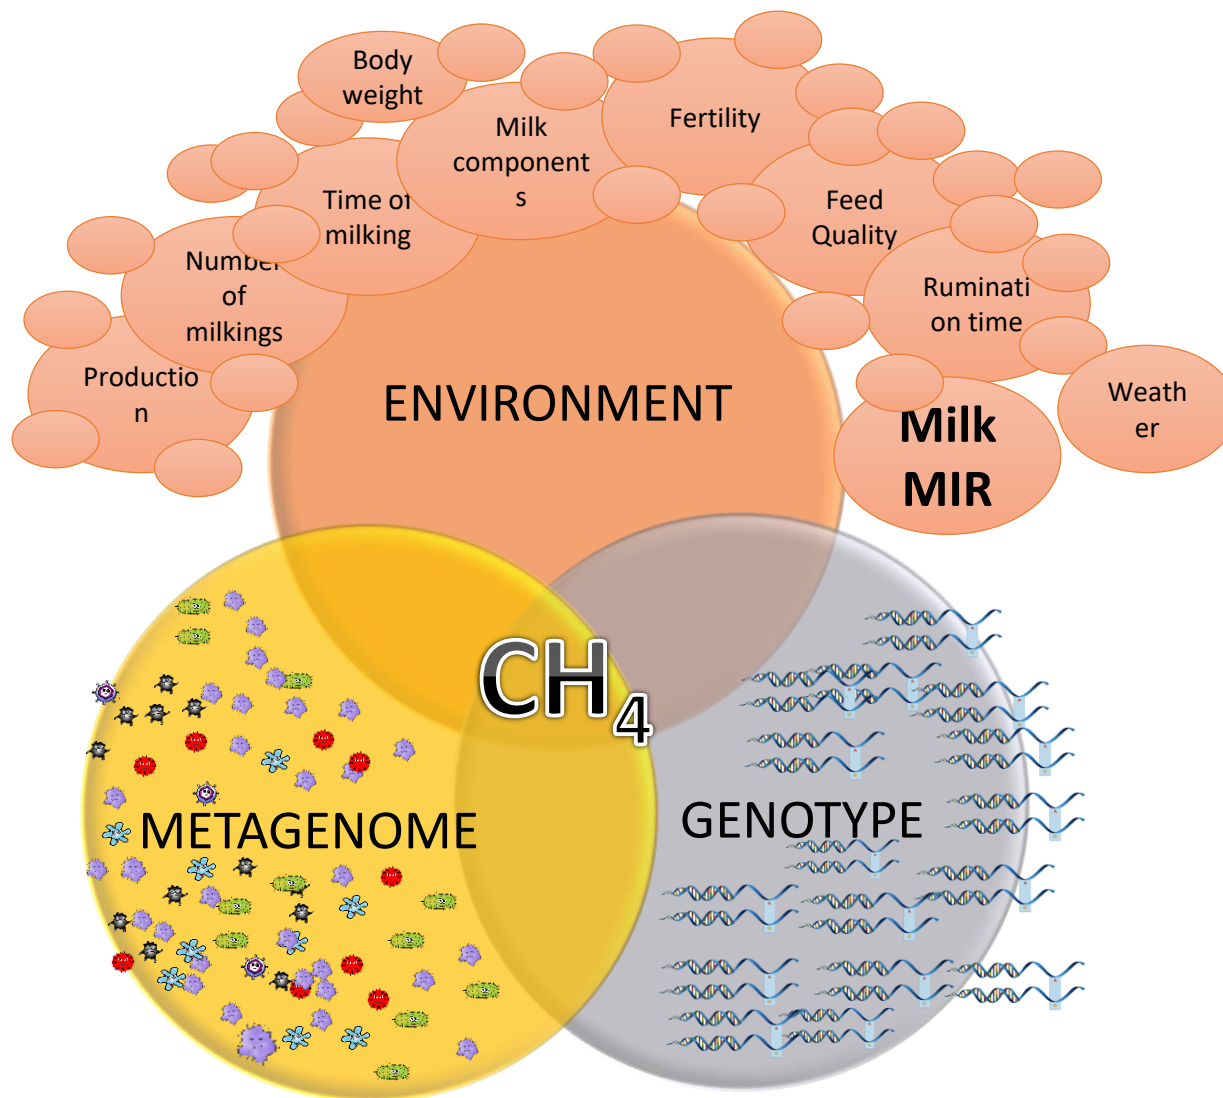 Body
weight
Milk
component
s
Fertility
Time of
milking
Feed
Quality
Number
of
milkings
Ruminati
on time
Productio
n
ENVIRONMENT
Milk
MIR
Weath
er
CH4
METAGENOME
GENOTYPE